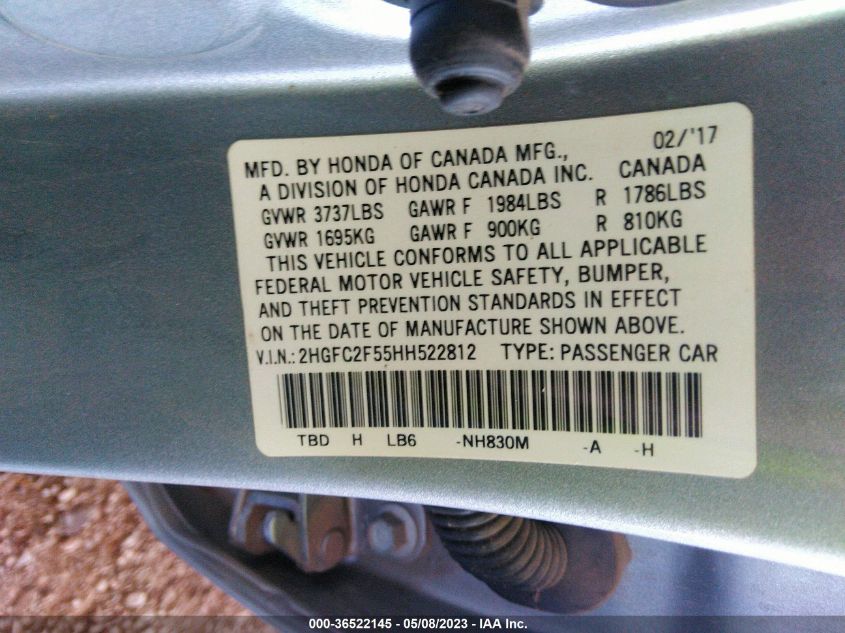 02/'17
MFD. BY HONDA OF CANADA MFG.,
A DIVISION OF HONDA CANADA INC. CANADA
GVWR 3737LBS GAWR F 1984LBS R 1786LBS
GVWR 1695KG GAWR F 900KG R 810KG
THIS VEHICLE CONFORMS TO ALL APPLICABLE
FEDERAL MOTOR VEHICLE SAFETY, BUMPER,
AND THEFT PREVENTION STANDARDS IN EFFECT
ON THE DATE OF MANUFACTURE SHOWN ABOVE.
V.I.N.: 2HGFC2F55HH522812 TYPE: PASSENGER CAR
TBD H LB6 -NH830M -A -H
000-36522145 - 05/08/2023 - IAA Inc.